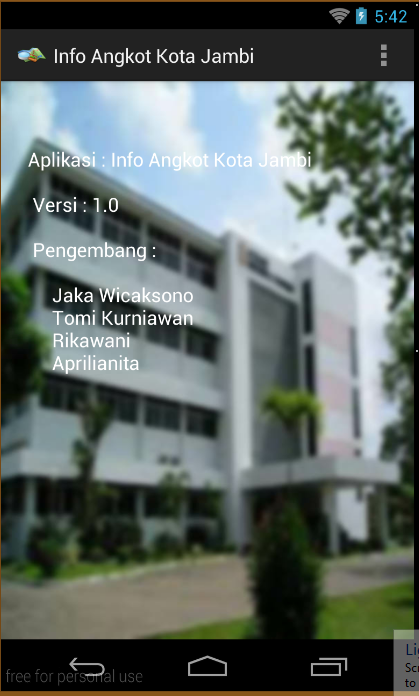 5:42
Info Angkot Kota Jambi
Aplikasi : Info Angkot Kota Jambi
Versi : 1.0
Pengembang :
Jaka Wicaksono
Tomi Kurniawan
Rikawani
Aprilianita
free for personal use
to